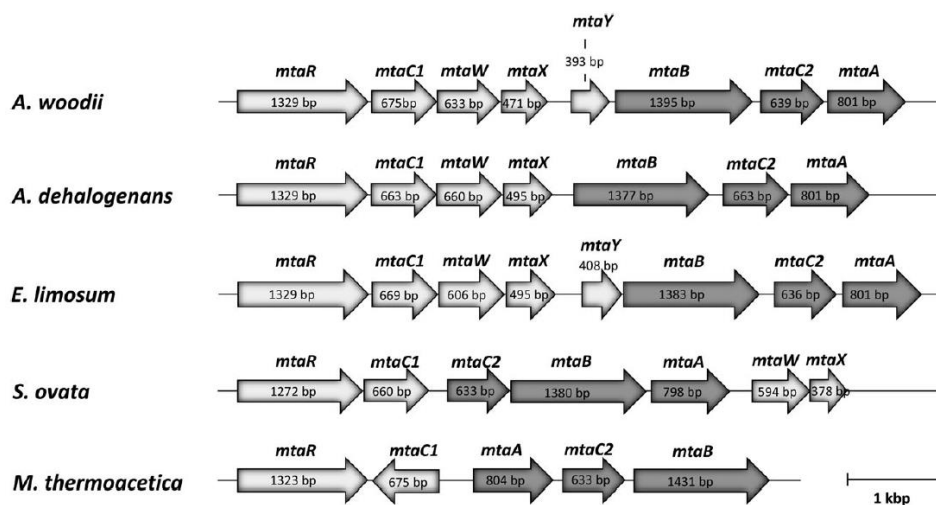 mtaY
393 bp
mtaR mtaC1 mtaW mtaX mtaB mtaC2 mtaA
A. woodii 1329 bp 675bp 633 bp 471 bp 1395 bp 639 bp 801 bp
mtaR mtaC1 mtaW mtaX mtaB mtaC2 mtaA
A. dehalogenans 1329 bp 663 bp 660 bp 495 bp 1377 bp 663 bp 801 bp
mtaY
mtaR mtaC1 mtaW mtaX 408 bp mtaB mtaC2 mtaA
E. limosum 1329 bp 669 bp 606 bp 495 bp 1383 bp 636 bp 801 bp
mtaR mtaC1 mtaC2 mtaB mtaA mtaW mtaX
S. ovata 1272 bp 660 bp 633 bp 1380 bp 798 bp 594 bp 378 bp
mtaR mtaC1 mtaA mtaC2 mtaB
M. thermoacetica 1323 bp 675 bp 804 bp 633 bp 1431 bp
1 kbp